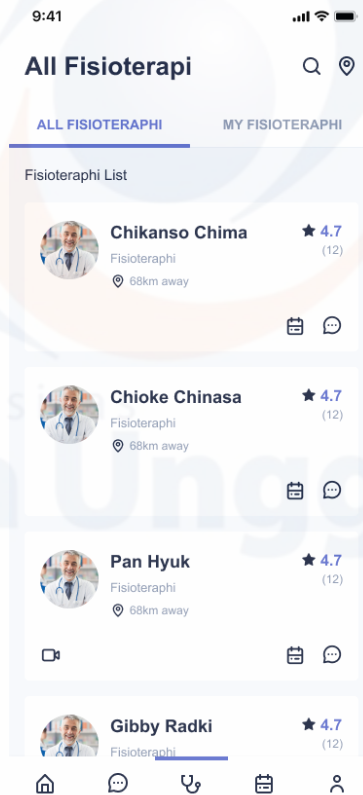 9:41
All Fisioterapi
ALL FISIOTERAPHI
MY FISIOTERAPHI
Fisioteraphi List
Chikanso Chima
4.7
Fisioteraphi
(12)
68km away
Chioke Chinasa
4.7
Fisioteraphi
(12)
68km away
Pan Hyuk
4.7
Fisioteraphi
(12)
68km away
Gibby Radki
4.7
Fisioteraphi
(12)